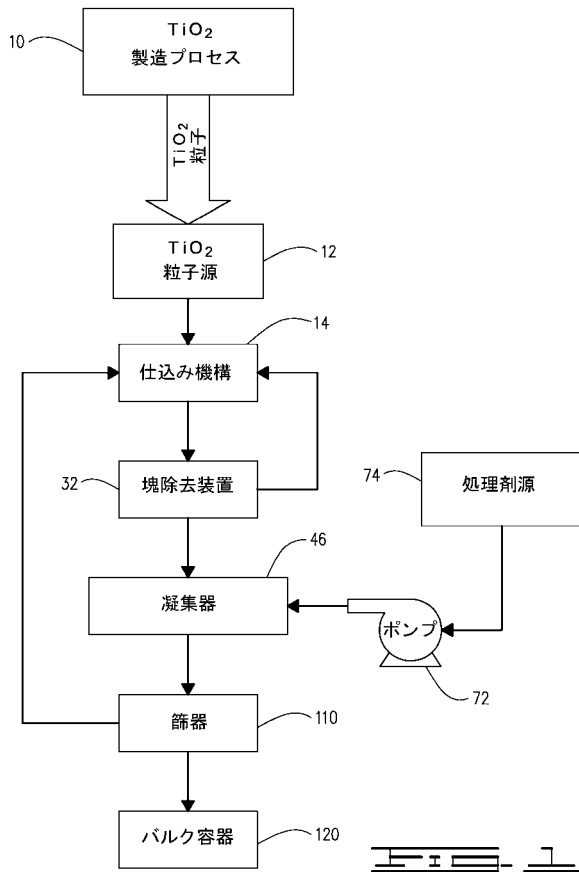 TiO₂
製造プロセス
10
TiO₂
粒子
TiO₂
粒子源
12
14
仕込み機構
32
塊除去装置
74
処理剤源
46
凝集器
ポンプ
72
篩器
110
バルク容器
120
FIG. 1